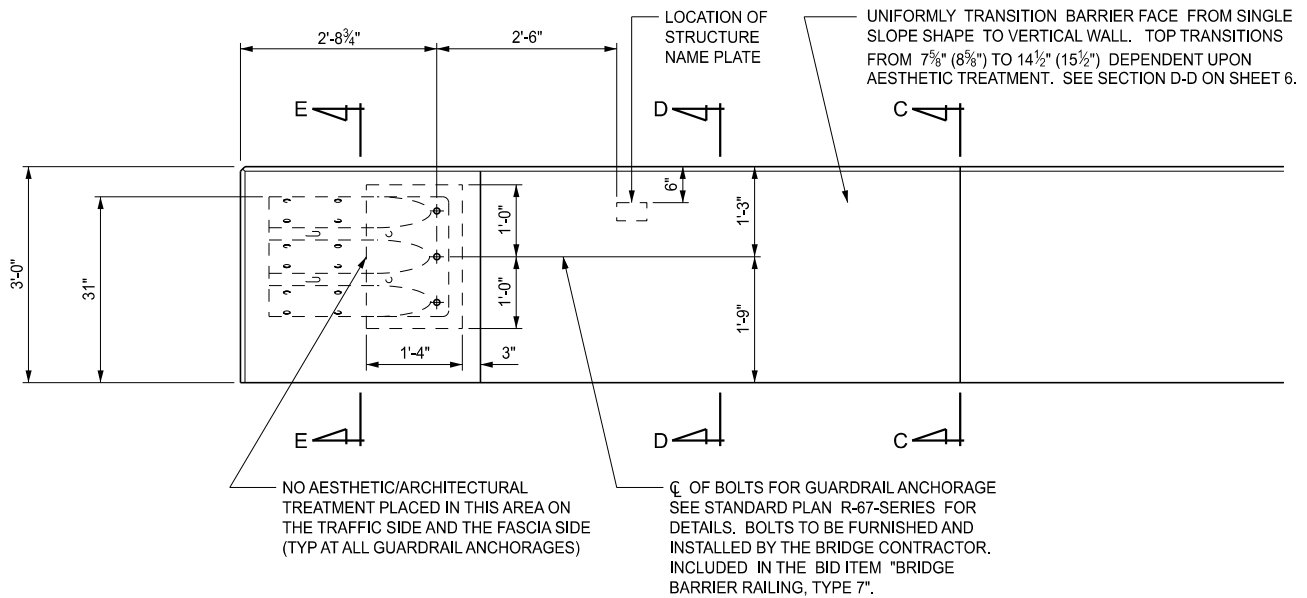 LOCATION OF
STRUCTURE
NAME PLATE
UNIFORMLY TRANSITION BARRIER FACE FROM SINGLE
SLOPE SHAPE TO VERTICAL WALL. TOP TRANSITIONS
FROM 7⅝" (8⅝") TO 14½" (15½") DEPENDENT UPON
AESTHETIC TREATMENT. SEE SECTION D-D ON SHEET 6.
2'-8¾"
2'-6"
E
D
C
3'-0"
31"
1'-0"
1'-0"
6"
1'-3"
1'-9"
1'-4"
3"
E
D
C
NO AESTHETIC/ARCHITECTURAL
TREATMENT PLACED IN THIS AREA ON
THE TRAFFIC SIDE AND THE FASCIA SIDE
(TYP AT ALL GUARDRAIL ANCHORAGES)
℄ OF BOLTS FOR GUARDRAIL ANCHORAGE
SEE STANDARD PLAN R-67-SERIES FOR
DETAILS. BOLTS TO BE FURNISHED AND
INSTALLED BY THE BRIDGE CONTRACTOR.
INCLUDED IN THE BID ITEM "BRIDGE
BARRIER RAILING, TYPE 7".